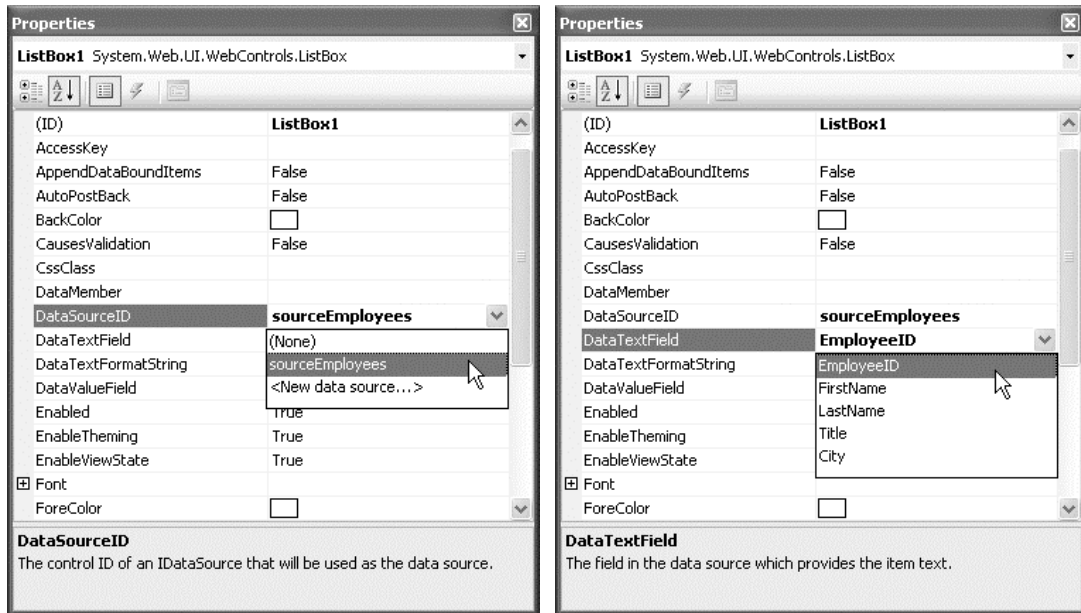 Properties
ListBox1 System.Web.UI.WebControls.ListBox
(ID) ListBox1
AccessKey
AppendDataBoundItems False
AutoPostBack False
BackColor
CausesValidation False
CssClass
DataMember
DataSourceID sourceEmployees
DataTextField (None)
DataTextFormatString sourceEmployees
DataValueField <New data source...>
Enabled True
EnableTheming True
EnableViewState True
Font
ForeColor
DataSourceID
The control ID of an IDataSource that will be used as the data source.
Properties
ListBox1 System.Web.UI.WebControls.ListBox
(ID) ListBox1
AccessKey
AppendDataBoundItems False
AutoPostBack False
BackColor
CausesValidation False
CssClass
DataMember
DataSourceID sourceEmployees
DataTextField EmployeeID
DataTextFormatString EmployeeID
DataValueField FirstName
Enabled LastName
EnableTheming Title
EnableViewState City
Font
ForeColor
DataTextField
The field in the data source which provides the item text.